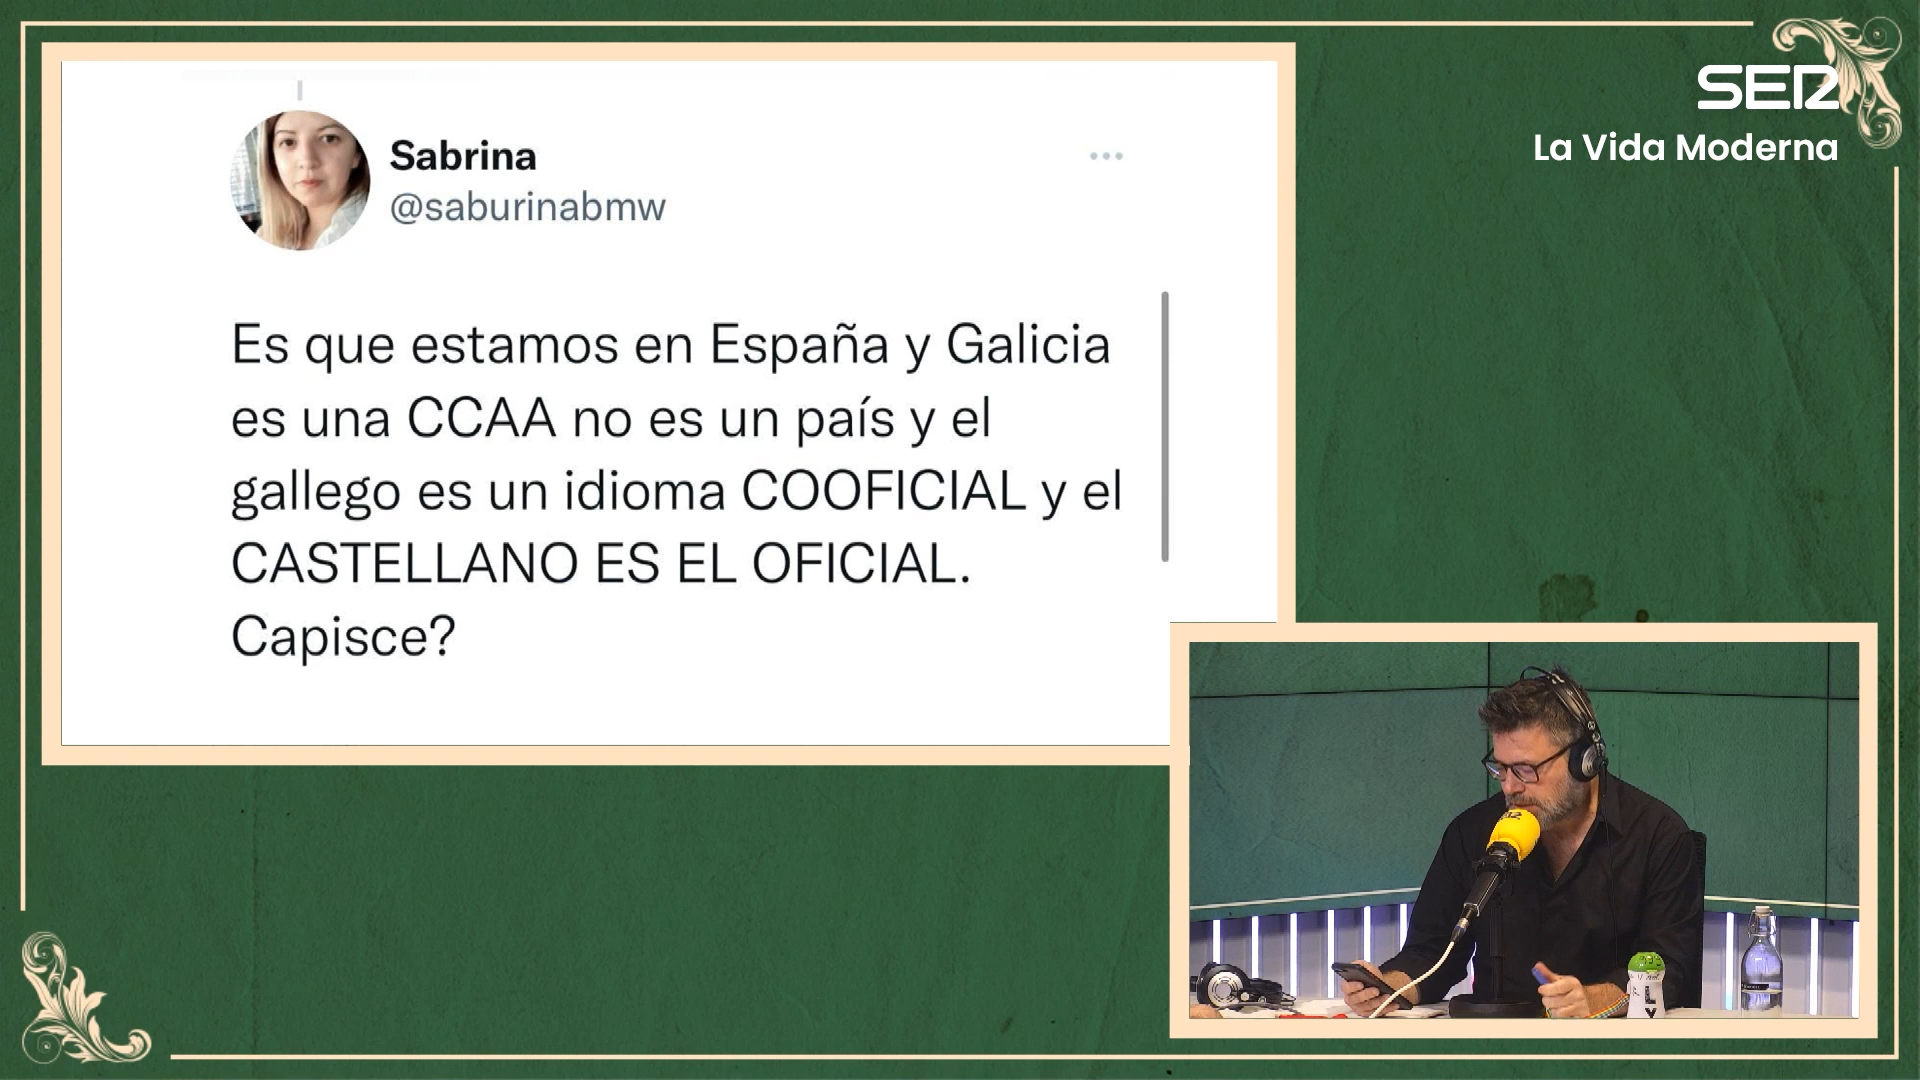 SER
La Vida Moderna
Sabrina
@saburinabmw
Es que estamos en España y Galicia
es una CCAA no es un país y el
gallego es un idioma COOFICIAL y el
CASTELLANO ES EL OFICIAL.
Capisce?